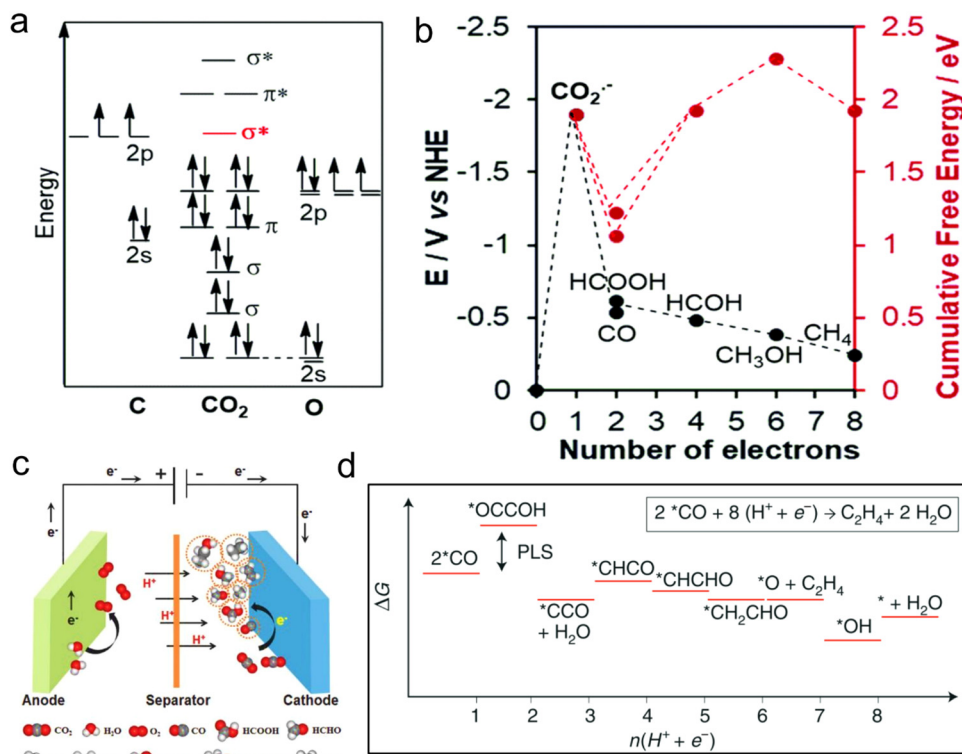 a
Energy
σ*
π*
σ*
2p
2p
π
2s
σ
σ
2s
C
CO₂
O
b
E / V vs NHE
-2.5
-2
-1.5
-1
-0.5
0
CO₂·⁻
HCOOH
CO
HCOH
CH₃OH
CH₄
2.5
2
1.5
1
0.5
0
Cumulative Free Energy / eV
0 1 2 3 4 5 6 7 8
Number of electrons
c
e⁻ + − e⁻
e⁻
e⁻
H⁺
e⁻
H⁺
e⁻
H⁺
H⁺
Anode Separator Cathode
CO₂ H₂O O₂ CO HCOOH HCHO
d
ΔG
2 *CO + 8 (H⁺ + e⁻) → C₂H₄ + 2 H₂O
*OCCOH
2*CO
PLS
*CCO
+ H₂O
*CHCO
*CHCHO
*CH₂CHO
*O + C₂H₄
*OH
* + H₂O
1 2 3 4 5 6 7 8
n(H⁺ + e⁻)